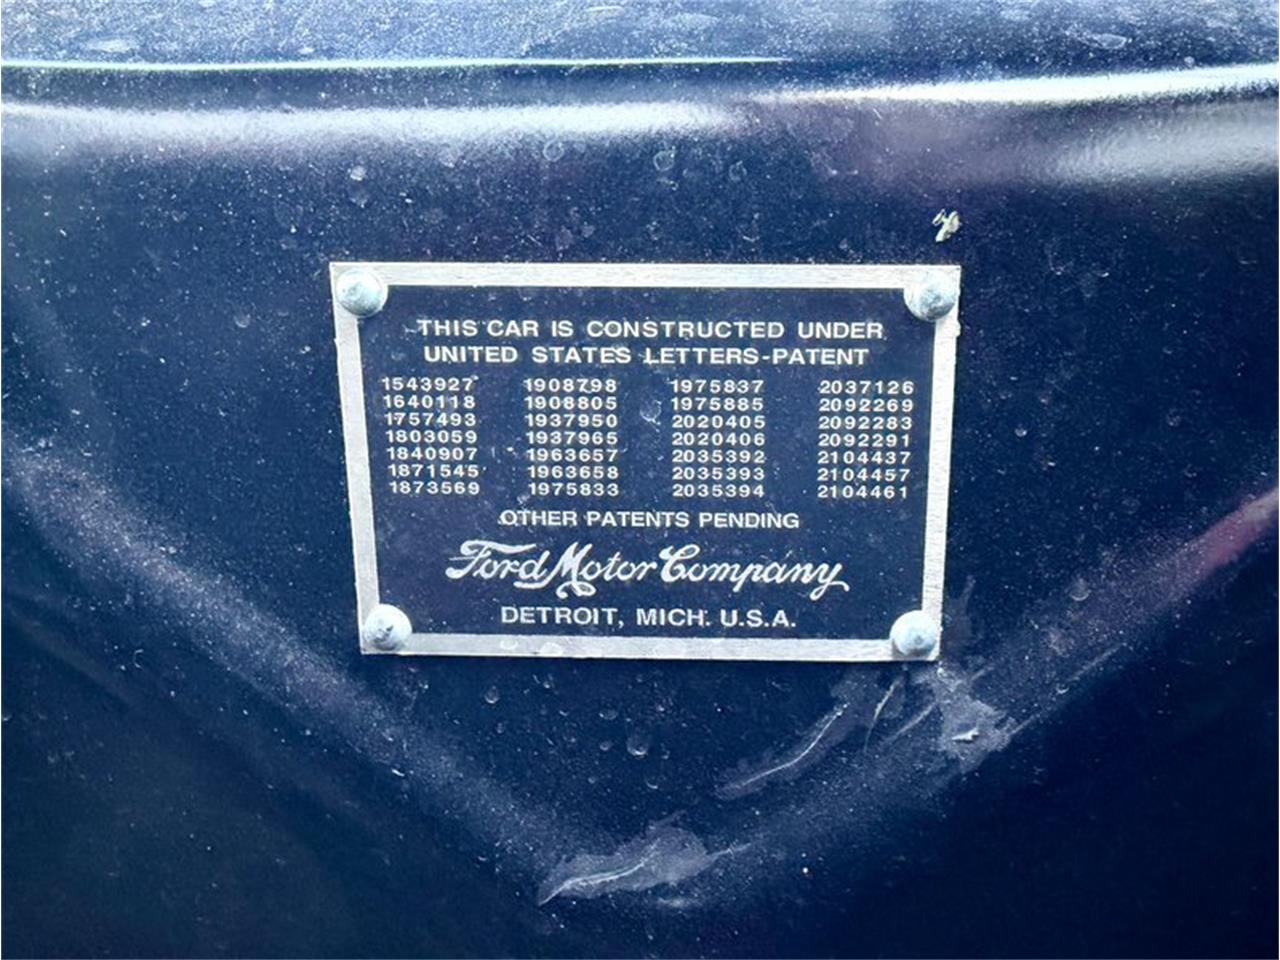 THIS CAR IS CONSTRUCTED UNDER
UNITED STATES LETTERS-PATENT
1543927 1908798 1975837 2037126
1640118 1908805 1975885 2092269
1757493 1937950 2020405 2092283
1803059 1937965 2020406 2092291
1840907 1963657 2035392 2104437
1871545 1963658 2035393 2104457
1873569 1975833 2035394 2104461
OTHER PATENTS PENDING
Ford Motor Company
DETROIT, MICH. U.S.A.